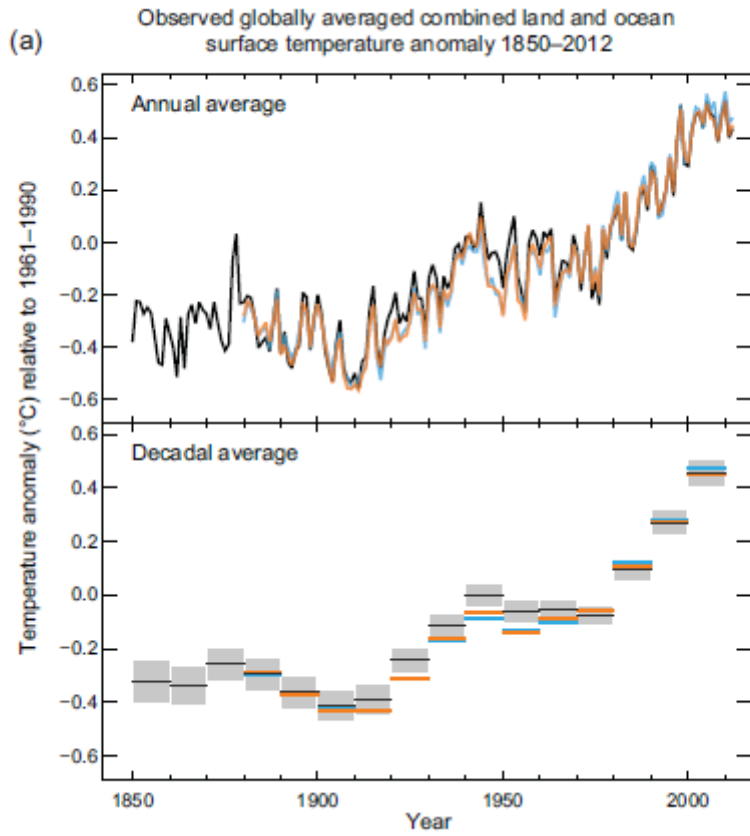 Observed globally averaged combined land and ocean
surface temperature anomaly 1850–2012
(a)
Annual average
0.6
0.4
0.2
0.0
−0.2
−0.4
−0.6
Decadal average
0.6
0.4
0.2
0.0
−0.2
−0.4
−0.6
Temperature anomaly (°C) relative to 1961–1990
1850
1900
1950
2000
Year